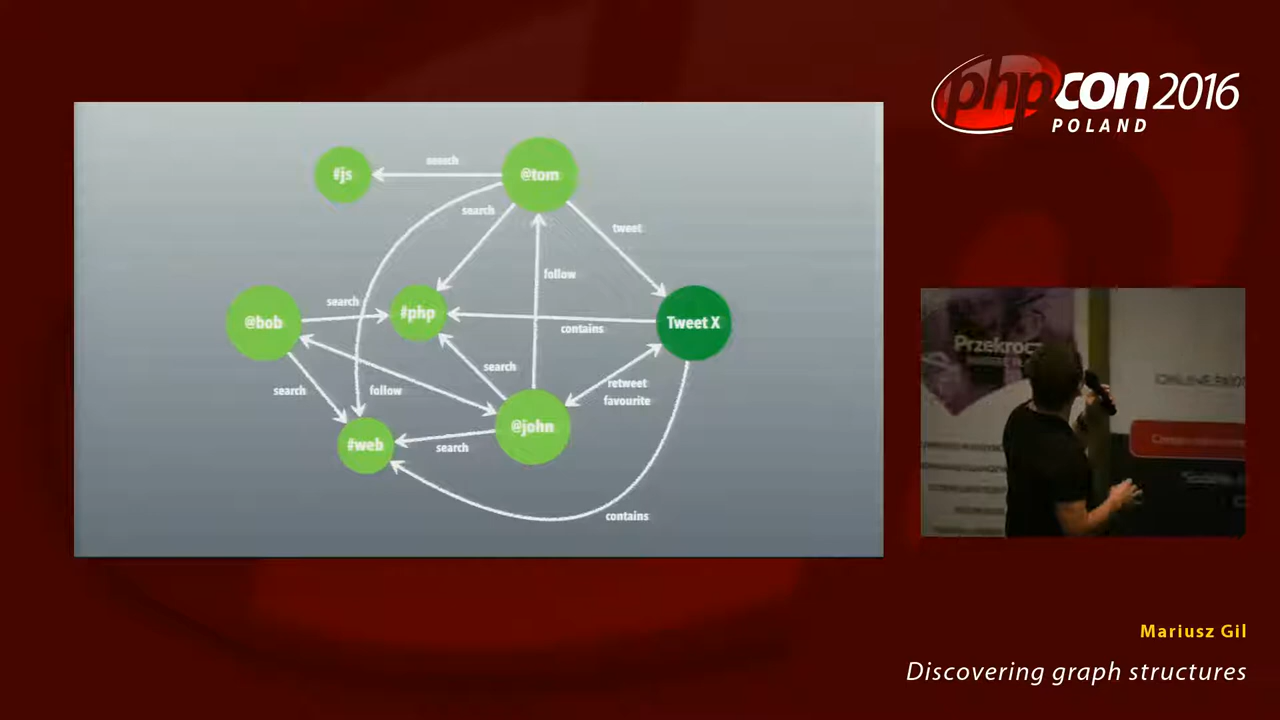 phpcon 2016
POLAND
#js
search
@tom
search
tweet
follow
search
@bob
#php
contains
Tweet X
search
search
follow
retweet
favourite
#web
search
@john
contains
Przekrocz
Mariusz Gil
Discovering graph structures